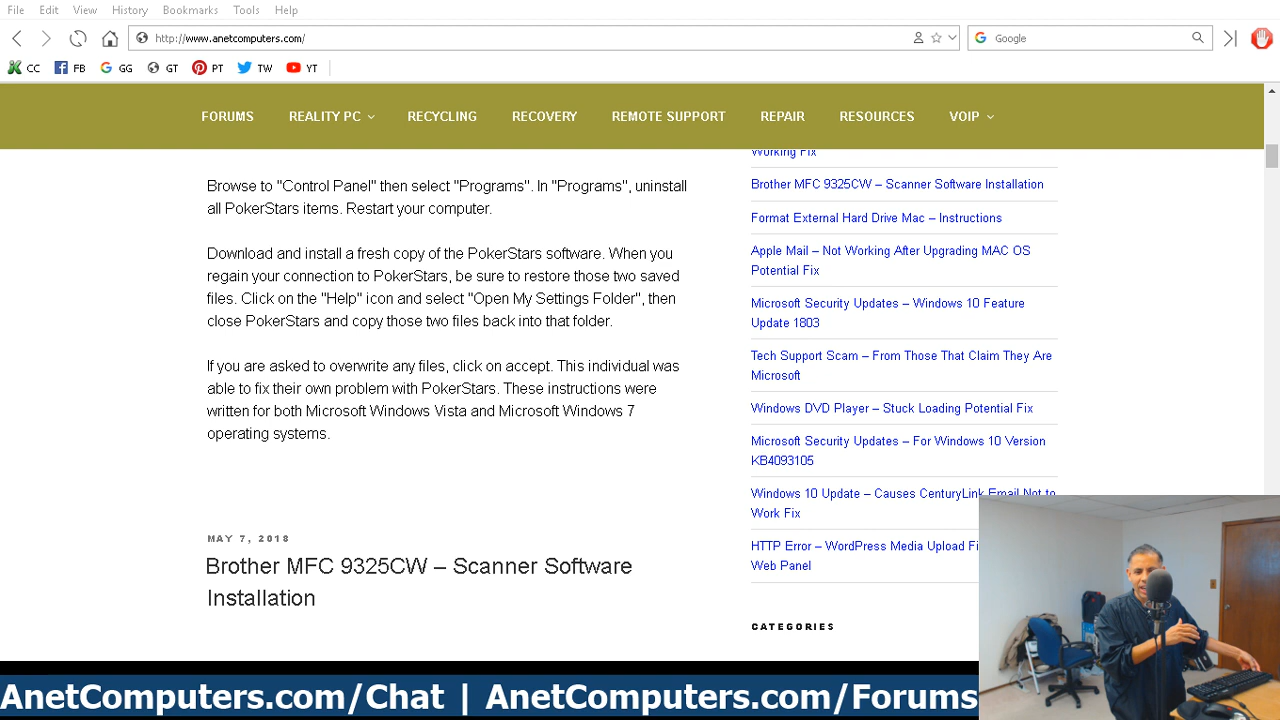 File Edit View History Bookmarks Tools Help
http://www.anetcomputers.com/
Google
CC FB GG GT PT TW YT
FORUMS REALITY PC RECYCLING RECOVERY REMOTE SUPPORT REPAIR RESOURCES VOIP
Browse to "Control Panel" then select "Programs". In "Programs", uninstall
all PokerStars items. Restart your computer.
Download and install a fresh copy of the PokerStars software. When you
regain your connection to PokerStars, be sure to restore those two saved
files. Click on the "Help" icon and select "Open My Settings Folder", then
close PokerStars and copy those two files back into that folder.
If you are asked to overwrite any files, click on accept. This individual was
able to fix their own problem with PokerStars. These instructions were
written for both Microsoft Windows Vista and Microsoft Windows 7
operating systems.
MAY 7, 2018
Brother MFC 9325CW – Scanner Software
Installation
Working Fix
Brother MFC 9325CW – Scanner Software Installation
Format External Hard Drive Mac – Instructions
Apple Mail – Not Working After Upgrading MAC OS
Potential Fix
Microsoft Security Updates – Windows 10 Feature
Update 1803
Tech Support Scam – From Those That Claim They Are
Microsoft
Windows DVD Player – Stuck Loading Potential Fix
Microsoft Security Updates – For Windows 10 Version
KB4093105
Windows 10 Update – Causes CenturyLink Email Not to
Work Fix
HTTP Error – WordPress Media Upload Fi
Web Panel
CATEGORIES
AnetComputers.com/Chat | AnetComputers.com/Forums